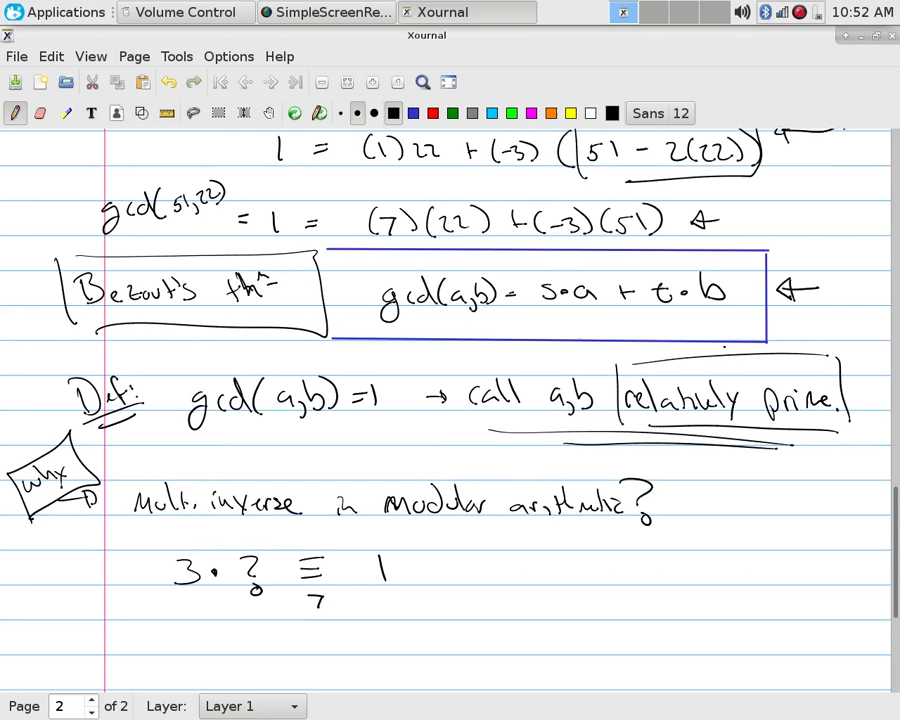 Applications Volume Control SimpleScreenRe... Xournal 10:52 AM
Xournal
File Edit View Page Tools Options Help
Sans 12
1 = (1) 22 + (-3) (51 - 2(22))
gcd(51,22) = 1 = (7)(22) + (-3)(51)
Bezout's thm gcd(a,b) = s·a + t·b
Def: gcd(a,b) = 1 → call a,b relatively prime.
why
Mult. inverse in modular arithmetic?
3 · ? ≡ 1
7
Page 2 of 2 Layer: Layer 1